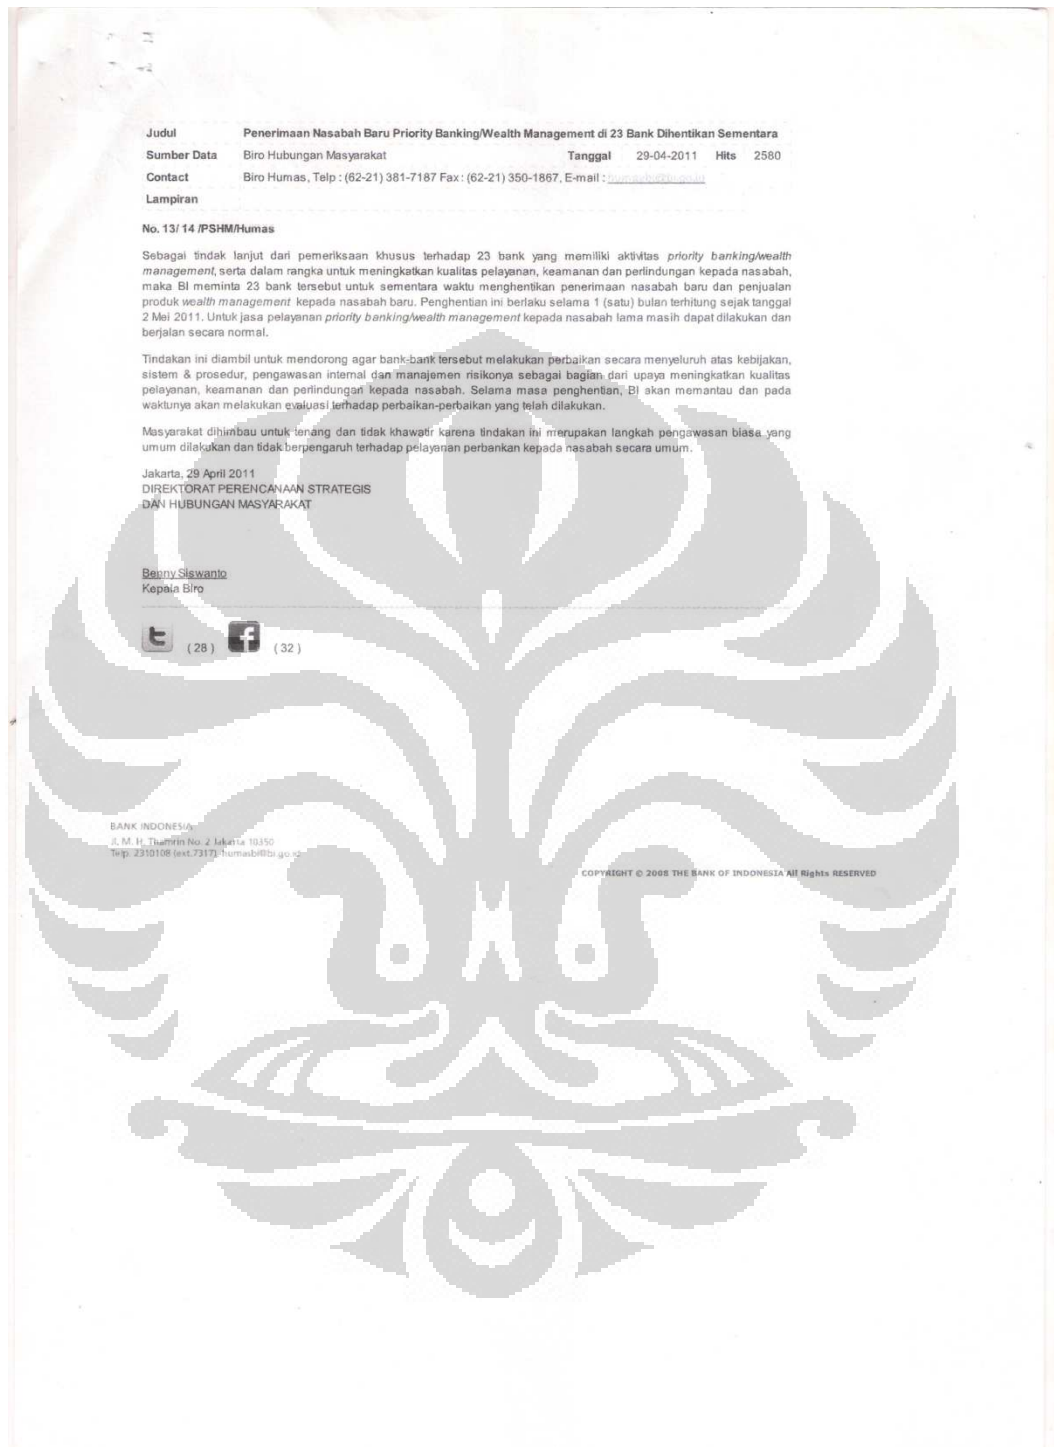 Judul Penerimaan Nasabah Baru Priority Banking/Wealth Management di 23 Bank Dihentikan Sementara
Sumber Data Biro Hubungan Masyarakat Tanggal 29-04-2011 Hits 2580
Contact Biro Humas, Telp : (62-21) 381-7187 Fax : (62-21) 350-1867, E-mail :
Lampiran
No. 13/ 14 /PSHM/Humas
Sebagai tindak lanjut dari pemeriksaan khusus terhadap 23 bank yang memiliki aktivitas priority banking/wealth
management, serta dalam rangka untuk meningkatkan kualitas pelayanan, keamanan dan perlindungan kepada nasabah,
maka BI meminta 23 bank tersebut untuk sementara waktu menghentikan penerimaan nasabah baru dan penjualan
produk wealth management kepada nasabah baru. Penghentian ini berlaku selama 1 (satu) bulan terhitung sejak tanggal
2 Mei 2011. Untuk jasa pelayanan priority banking/wealth management kepada nasabah lama masih dapat dilakukan dan
berjalan secara normal.
Tindakan ini diambil untuk mendorong agar bank-bank tersebut melakukan perbaikan secara menyeluruh atas kebijakan,
sistem & prosedur, pengawasan internal dan manajemen risikonya sebagai bagian dari upaya meningkatkan kualitas
pelayanan, keamanan dan perlindungan kepada nasabah. Selama masa penghentian, BI akan memantau dan pada
waktunya akan melakukan evaluasi terhadap perbaikan-perbaikan yang telah dilakukan.
Masyarakat dihimbau untuk tenang dan tidak khawatir karena tindakan ini merupakan langkah pengawasan biasa yang
umum dilakukan dan tidak berpengaruh terhadap pelayanan perbankan kepada nasabah secara umum.
Jakarta, 29 April 2011
DIREKTORAT PERENCANAAN STRATEGIS
DAN HUBUNGAN MASYARAKAT
Benny Siswanto
Kepala Biro
t ( 28 ) f ( 32 )
BANK INDONESIA
Jl. M. H. Thamrin No. 2 Jakarta 10350
Telp. 2310108 (ext.7317), humasbi@bi.go.id
COPYRIGHT © 2008 THE BANK OF INDONESIA All Rights RESERVED